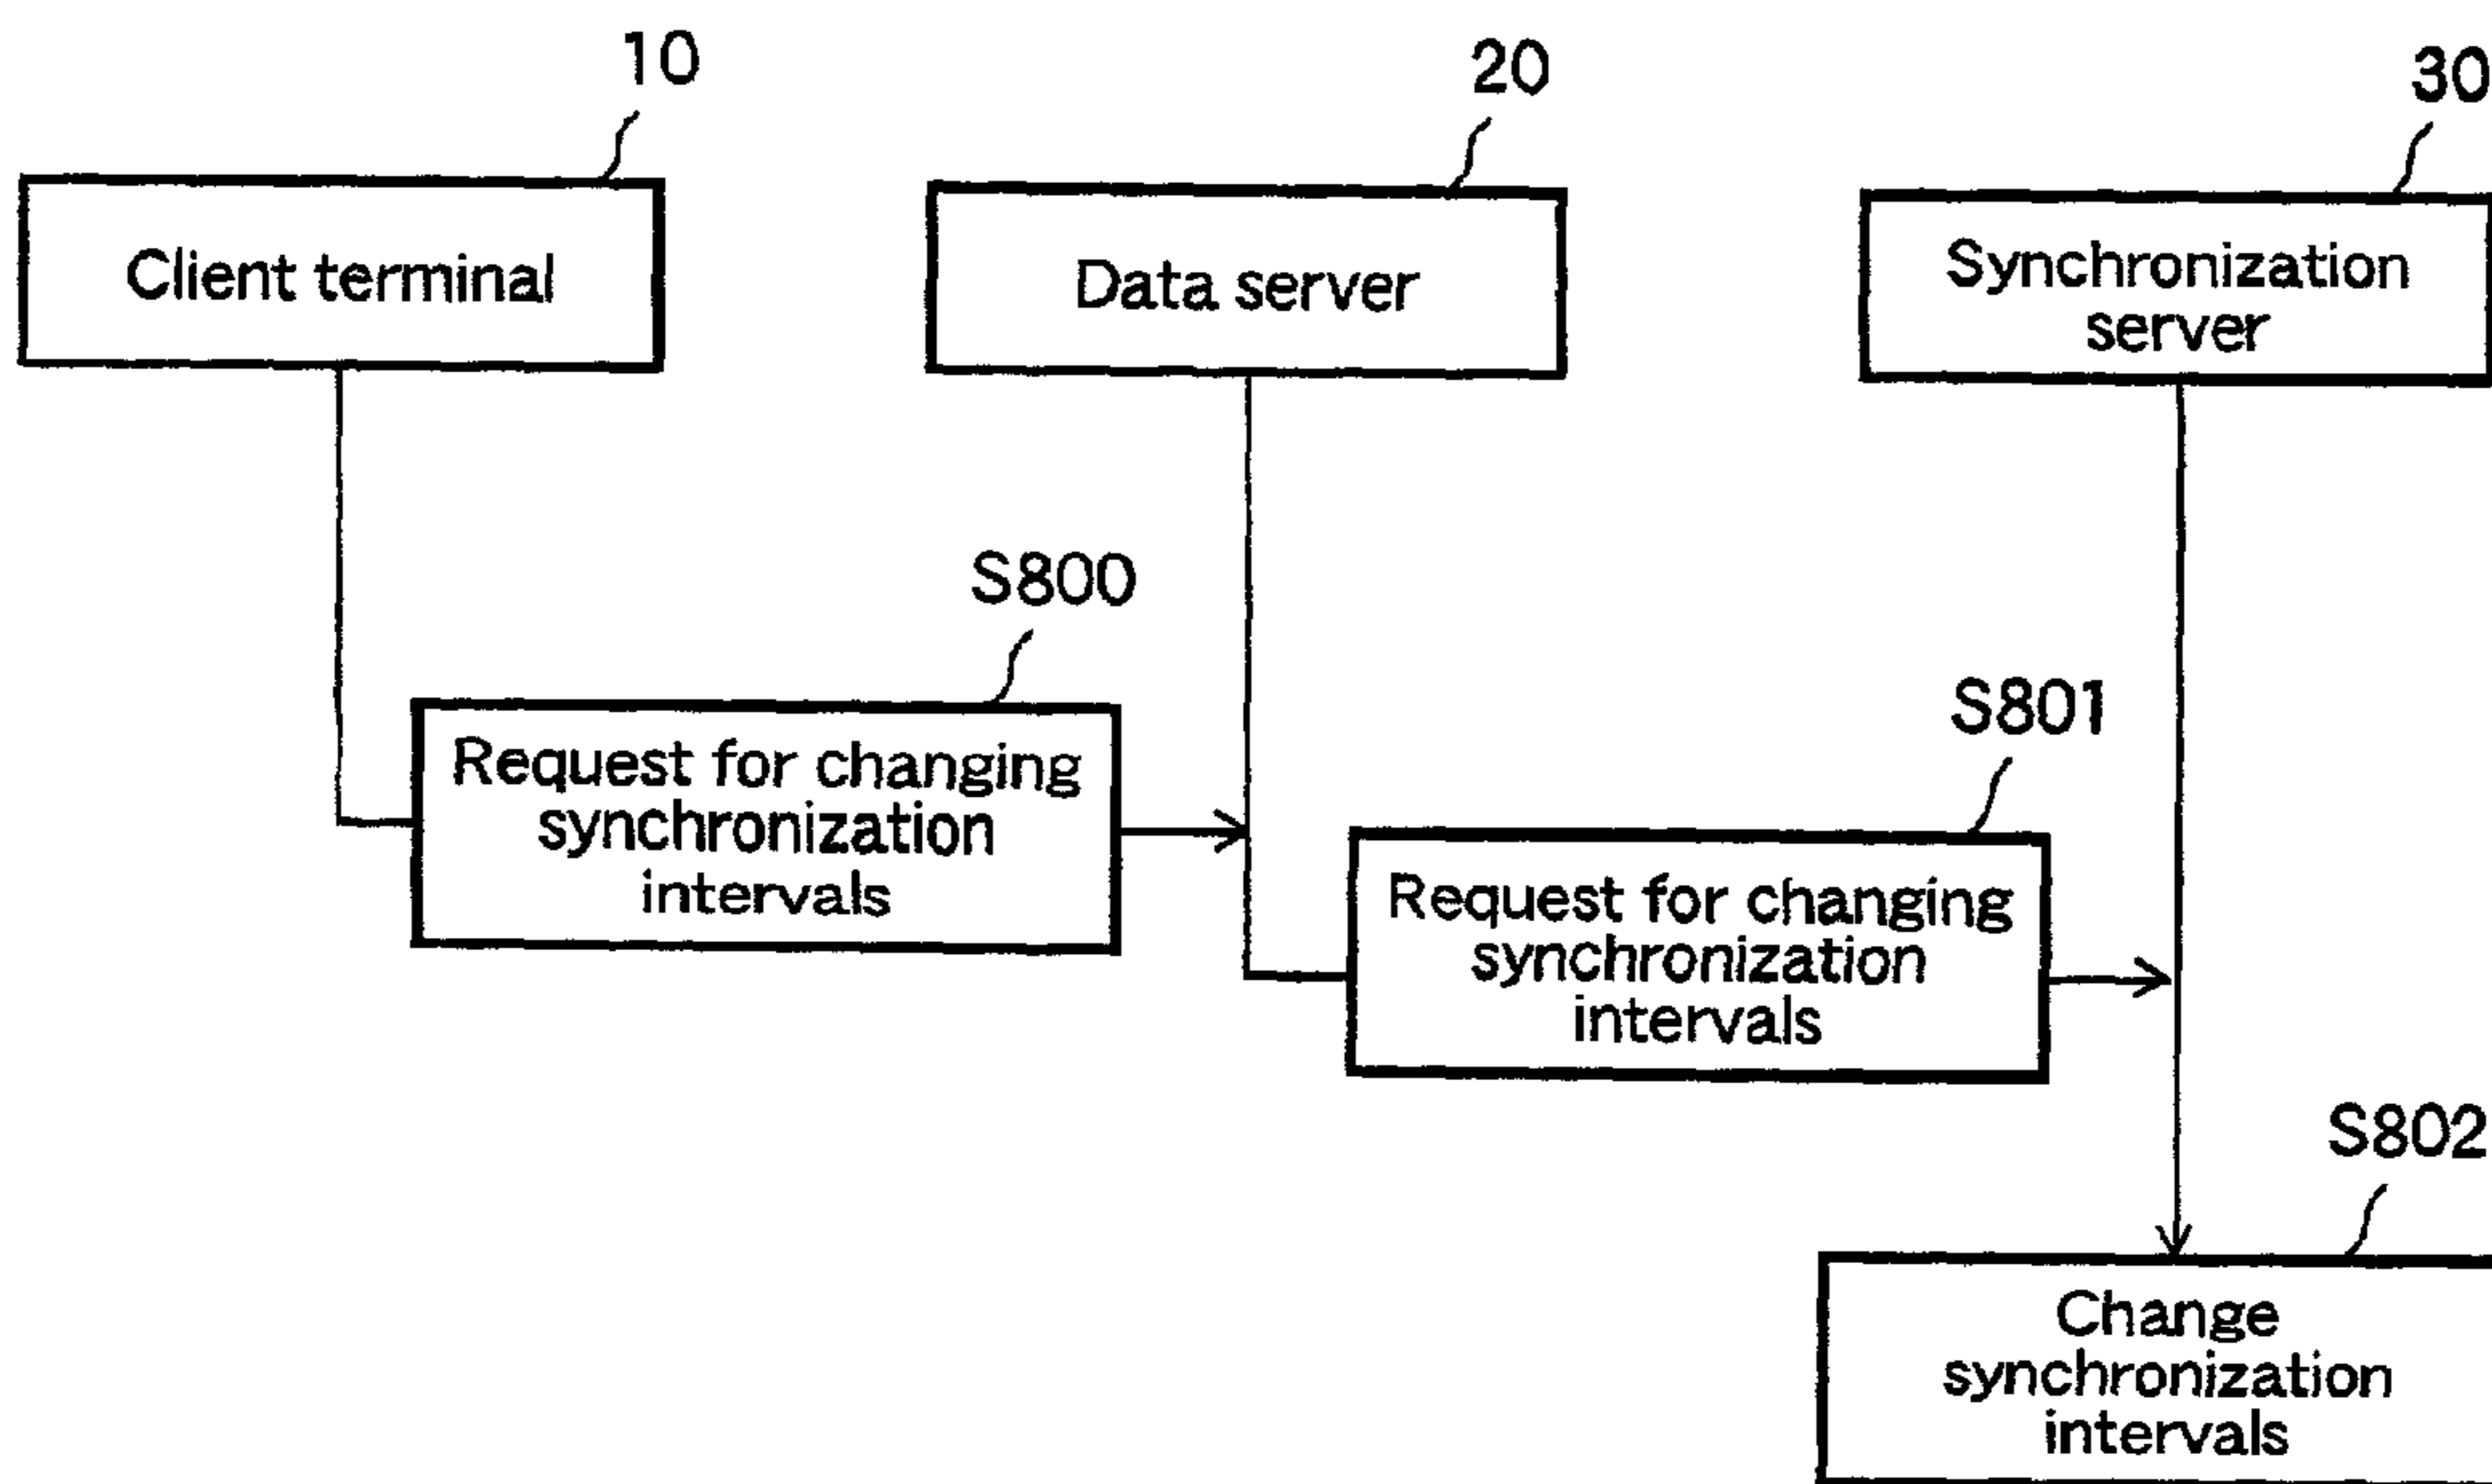 10
20
30
Client terminal
Data server
Synchronization
server
S800
Request for changing
synchronization
intervals
S801
Request for changing
synchronization
intervals
S802
Change
synchronization
intervals